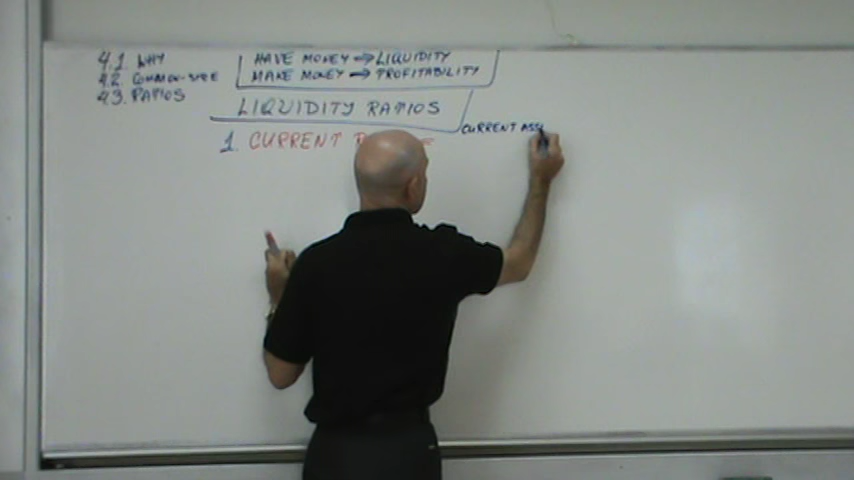 4.1. WHY
4.2. COMMON-SIZE
4.3. RATIOS
HAVE MONEY ⇒ LIQUIDITY
MAKE MONEY → PROFITABILITY
LIQUIDITY RATIOS
1. CURRENT R =
CURRENT ASS